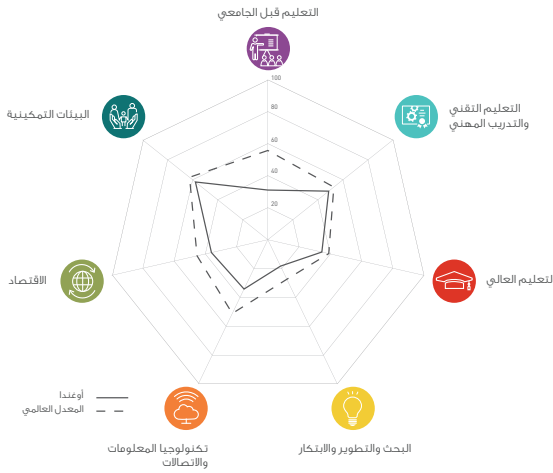 التعليم قبل الجامعي
100
80
60
40
20
التعليم التقني
والتدريب المهني
البيئات التمكينية
لتعليم العالي
الاقتصاد
أوغندا
المعدل العالمي
البحث والتطوير والابتكار
تكنولوجيا المعلومات
والاتصالات